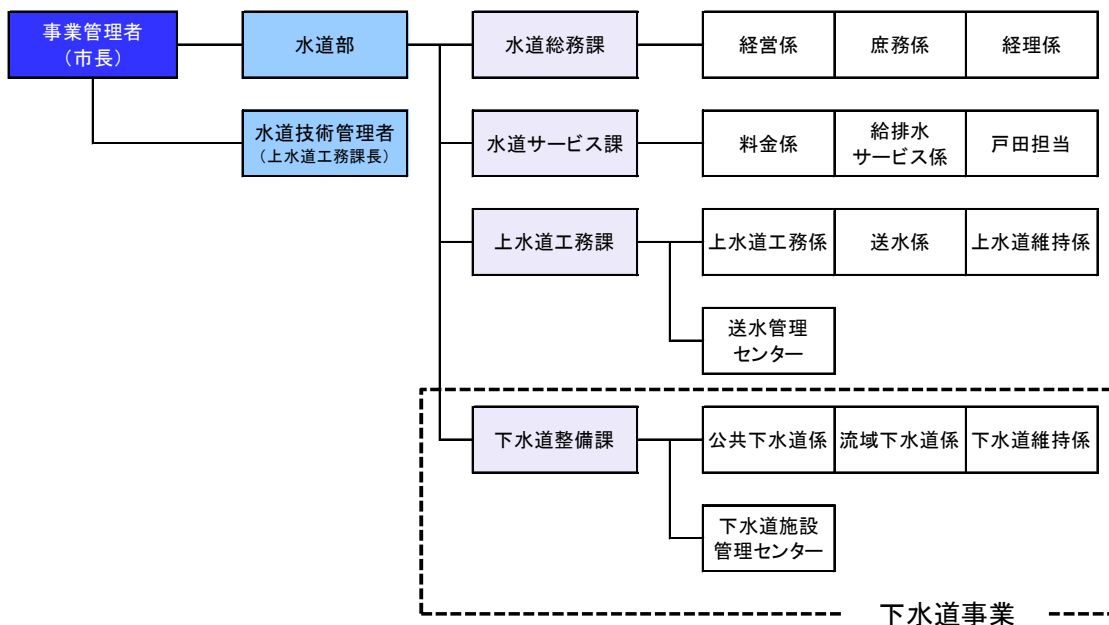 事業管理者
（市長）
水道部
水道総務課
経営係
庶務係
経理係
水道技術管理者
（上水道工務課長）
水道サービス課
料金係
給排水
サービス係
戸田担当
上水道工務課
上水道工務係
送水係
上水道維持係
送水管理
センター
下水道整備課
公共下水道係
流域下水道係
下水道維持係
下水道施設
管理センター
下水道事業